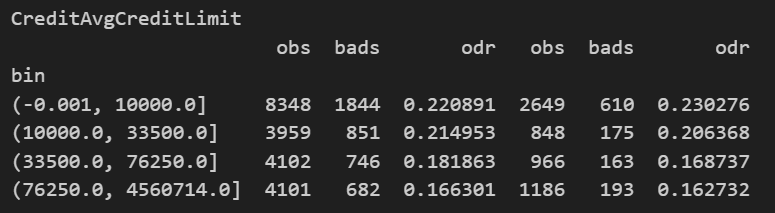 CreditAvgCreditLimit
obs bads odr obs bads odr
bin
(-0.001, 10000.0] 8348 1844 0.220891 2649 610 0.230276
(10000.0, 33500.0] 3959 851 0.214953 848 175 0.206368
(33500.0, 76250.0] 4102 746 0.181863 966 163 0.168737
(76250.0, 4560714.0] 4101 682 0.166301 1186 193 0.162732